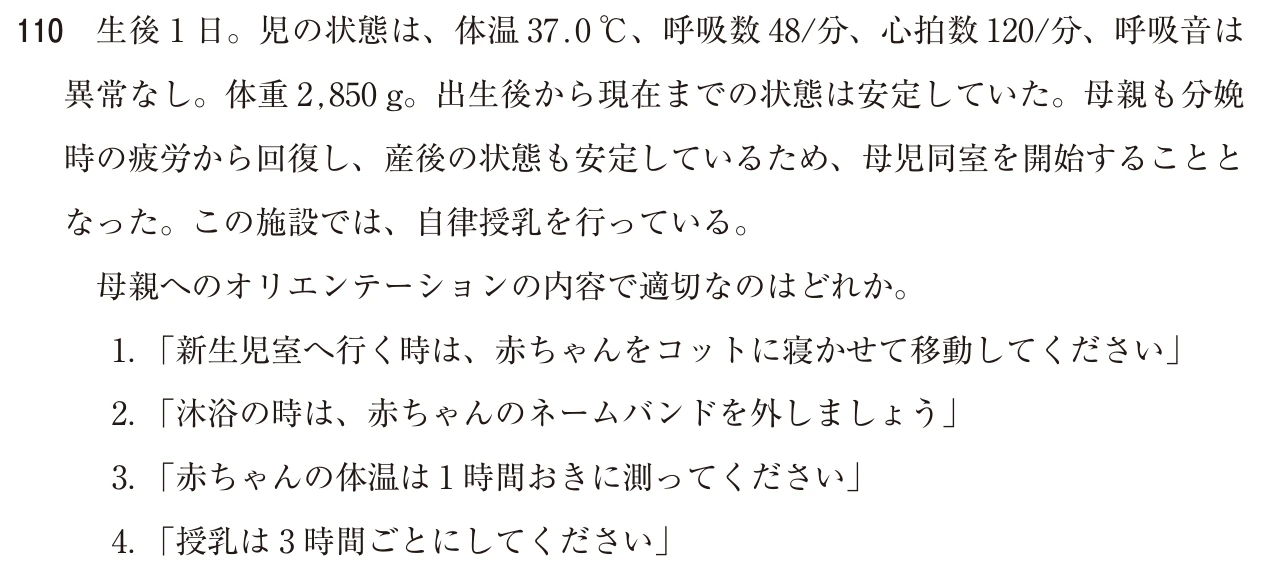 110 生後1日。児の状態は、体温37.0℃、呼吸数48/分、心拍数120/分、呼吸音は
異常なし。体重2,850 g。出生後から現在までの状態は安定していた。母親も分娩
時の疲労から回復し、産後の状態も安定しているため、母児同室を開始することと
なった。この施設では、自律授乳を行っている。
母親へのオリエンテーションの内容で適切なのはどれか。
1. 「新生児室へ行く時は、赤ちゃんをコットに寝かせて移動してください」
2. 「沐浴の時は、赤ちゃんのネームバンドを外しましょう」
3. 「赤ちゃんの体温は1時間おきに測ってください」
4. 「授乳は3時間ごとにしてください」